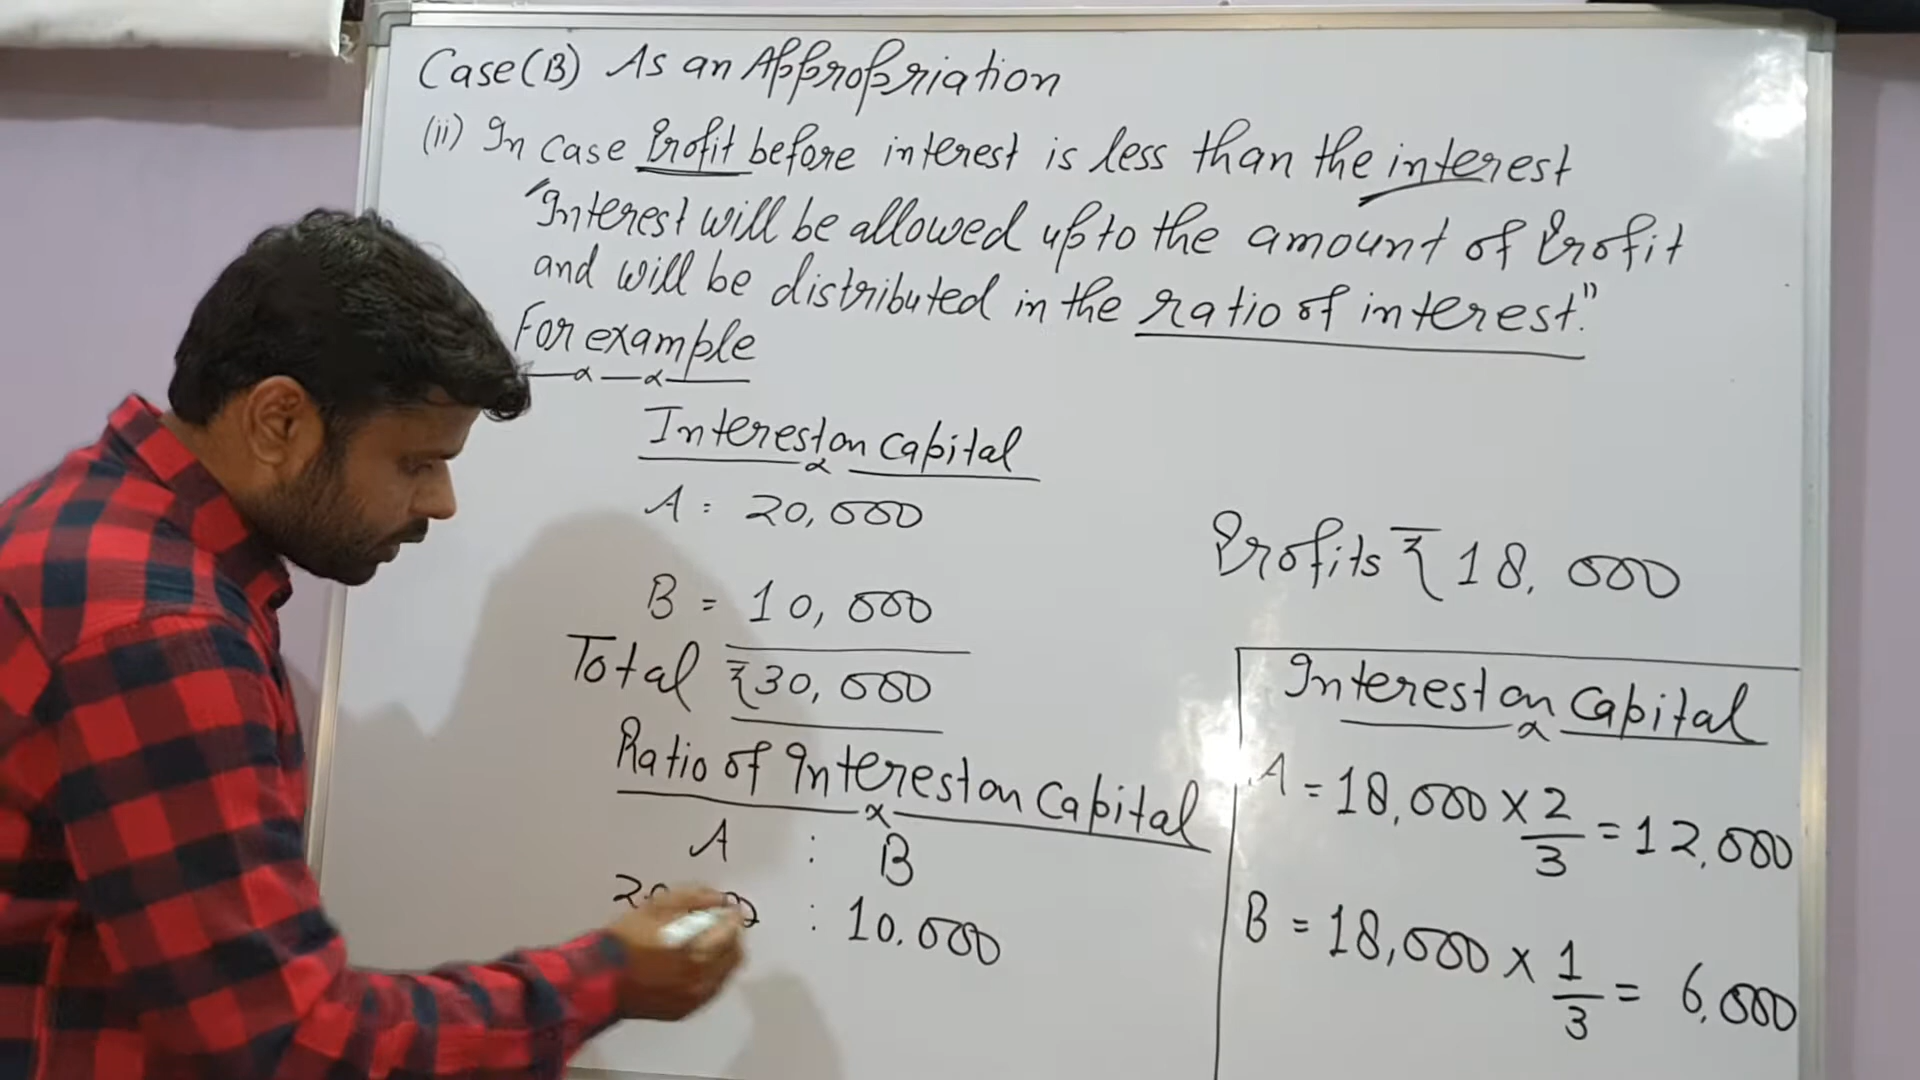 Case(B) As an Appropriation
(ii) In case Profit before interest is less than the interest
"Interest will be allowed upto the amount of Profit
and will be distributed in the ratio of interest."
For example
Interest on capital
A = 20,000
B = 10,000
Total ₹30,000
Ratio of Interest on Capital
A : B
: 10,000
Profits ₹18,000
Interest on Capital
A = 18,000 × 2/3 = 12,000
B = 18,000 × 1/3 = 6,000